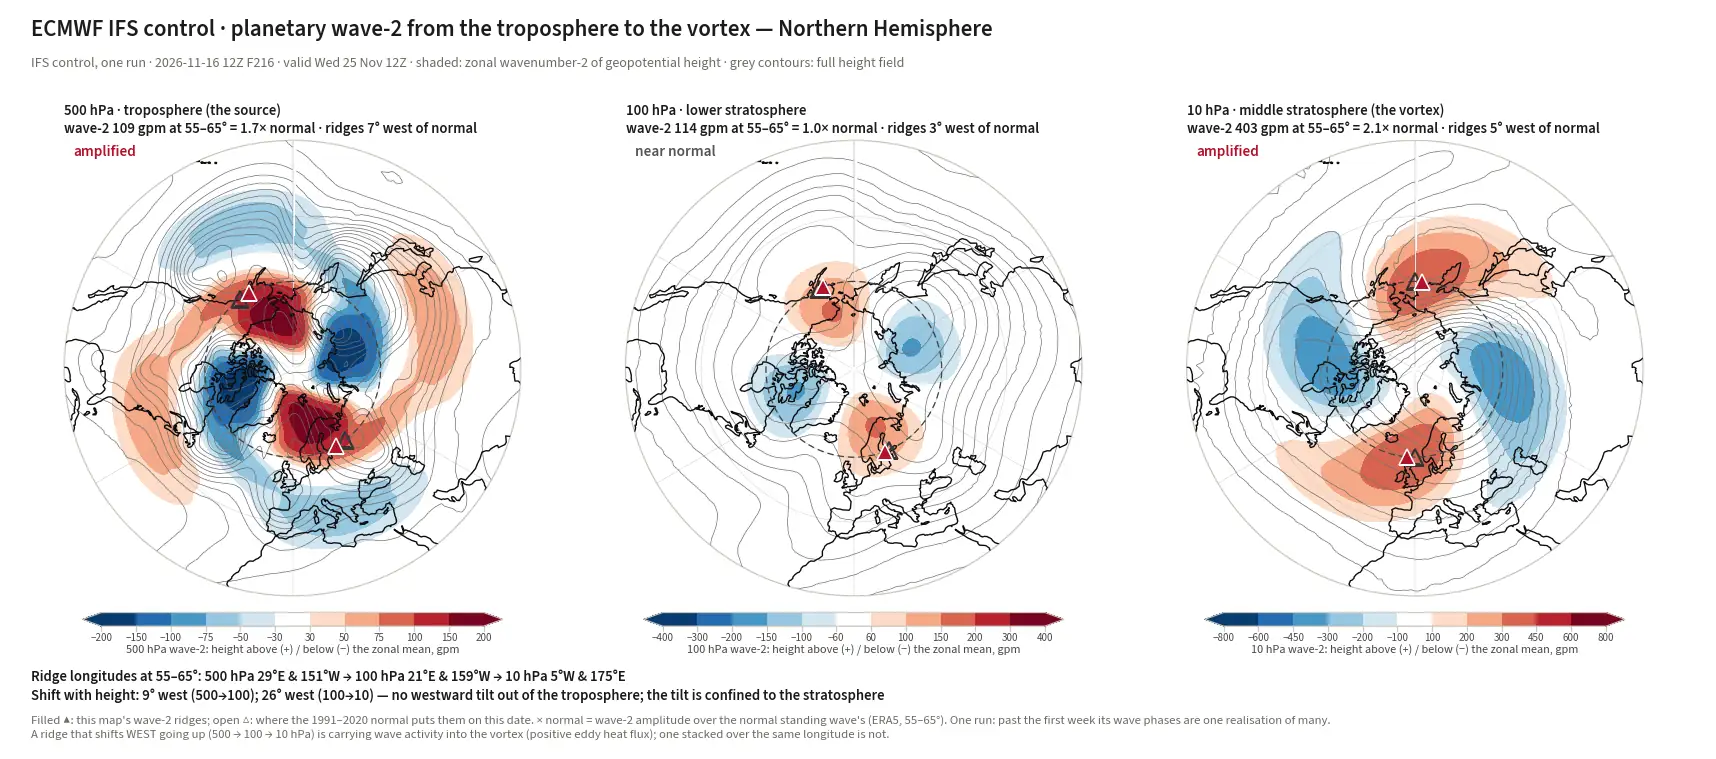 ECMWF IFS control · planetary wave-2 from the troposphere to the vortex — Northern Hemisphere
IFS control, one run · 2026-11-16 12Z F216 · valid Wed 25 Nov 12Z · shaded: zonal wavenumber-2 of geopotential height · grey contours: full height field
500 hPa · troposphere (the source)
wave-2 109 gpm at 55–65° = 1.7× normal · ridges 7° west of normal
amplified
100 hPa · lower stratosphere
wave-2 114 gpm at 55–65° = 1.0× normal · ridges 3° west of normal
near normal
10 hPa · middle stratosphere (the vortex)
wave-2 403 gpm at 55–65° = 2.1× normal · ridges 5° west of normal
amplified
−200 −150 −100 −75 −50 −30 30 50 75 100 150 200
500 hPa wave-2: height above (+) / below (−) the zonal mean, gpm
−400 −300 −200 −150 −100 −60 60 100 150 200 300 400
100 hPa wave-2: height above (+) / below (−) the zonal mean, gpm
−800 −600 −450 −300 −200 −100 100 200 300 450 600 800
10 hPa wave-2: height above (+) / below (−) the zonal mean, gpm
Ridge longitudes at 55–65°: 500 hPa 29°E & 151°W → 100 hPa 21°E & 159°W → 10 hPa 5°W & 175°E
Shift with height: 9° west (500→100); 26° west (100→10) — no westward tilt out of the troposphere; the tilt is confined to the stratosphere
Filled ▲: this map's wave-2 ridges; open △: where the 1991–2020 normal puts them on this date. × normal = wave-2 amplitude over the normal standing wave's (ERA5, 55–65°). One run: past the first week its wave phases are one realisation of many.
A ridge that shifts WEST going up (500 → 100 → 10 hPa) is carrying wave activity into the vortex (positive eddy heat flux); one stacked over the same longitude is not.